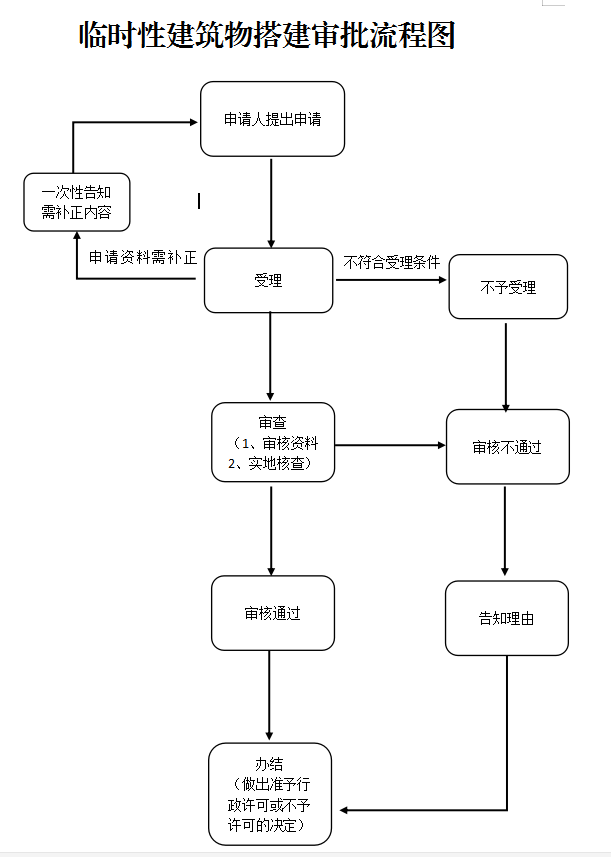 临时性建筑物搭建审批流程图
申请人提出申请
一次性告知
需补正内容
申请资料需补正
受理
不符合受理条件
不予受理
审查
（1、审核资料
2、实地核查）
审核不通过
审核通过
告知理由
办结
（做出准予行
政许可或不予
许可的决定）